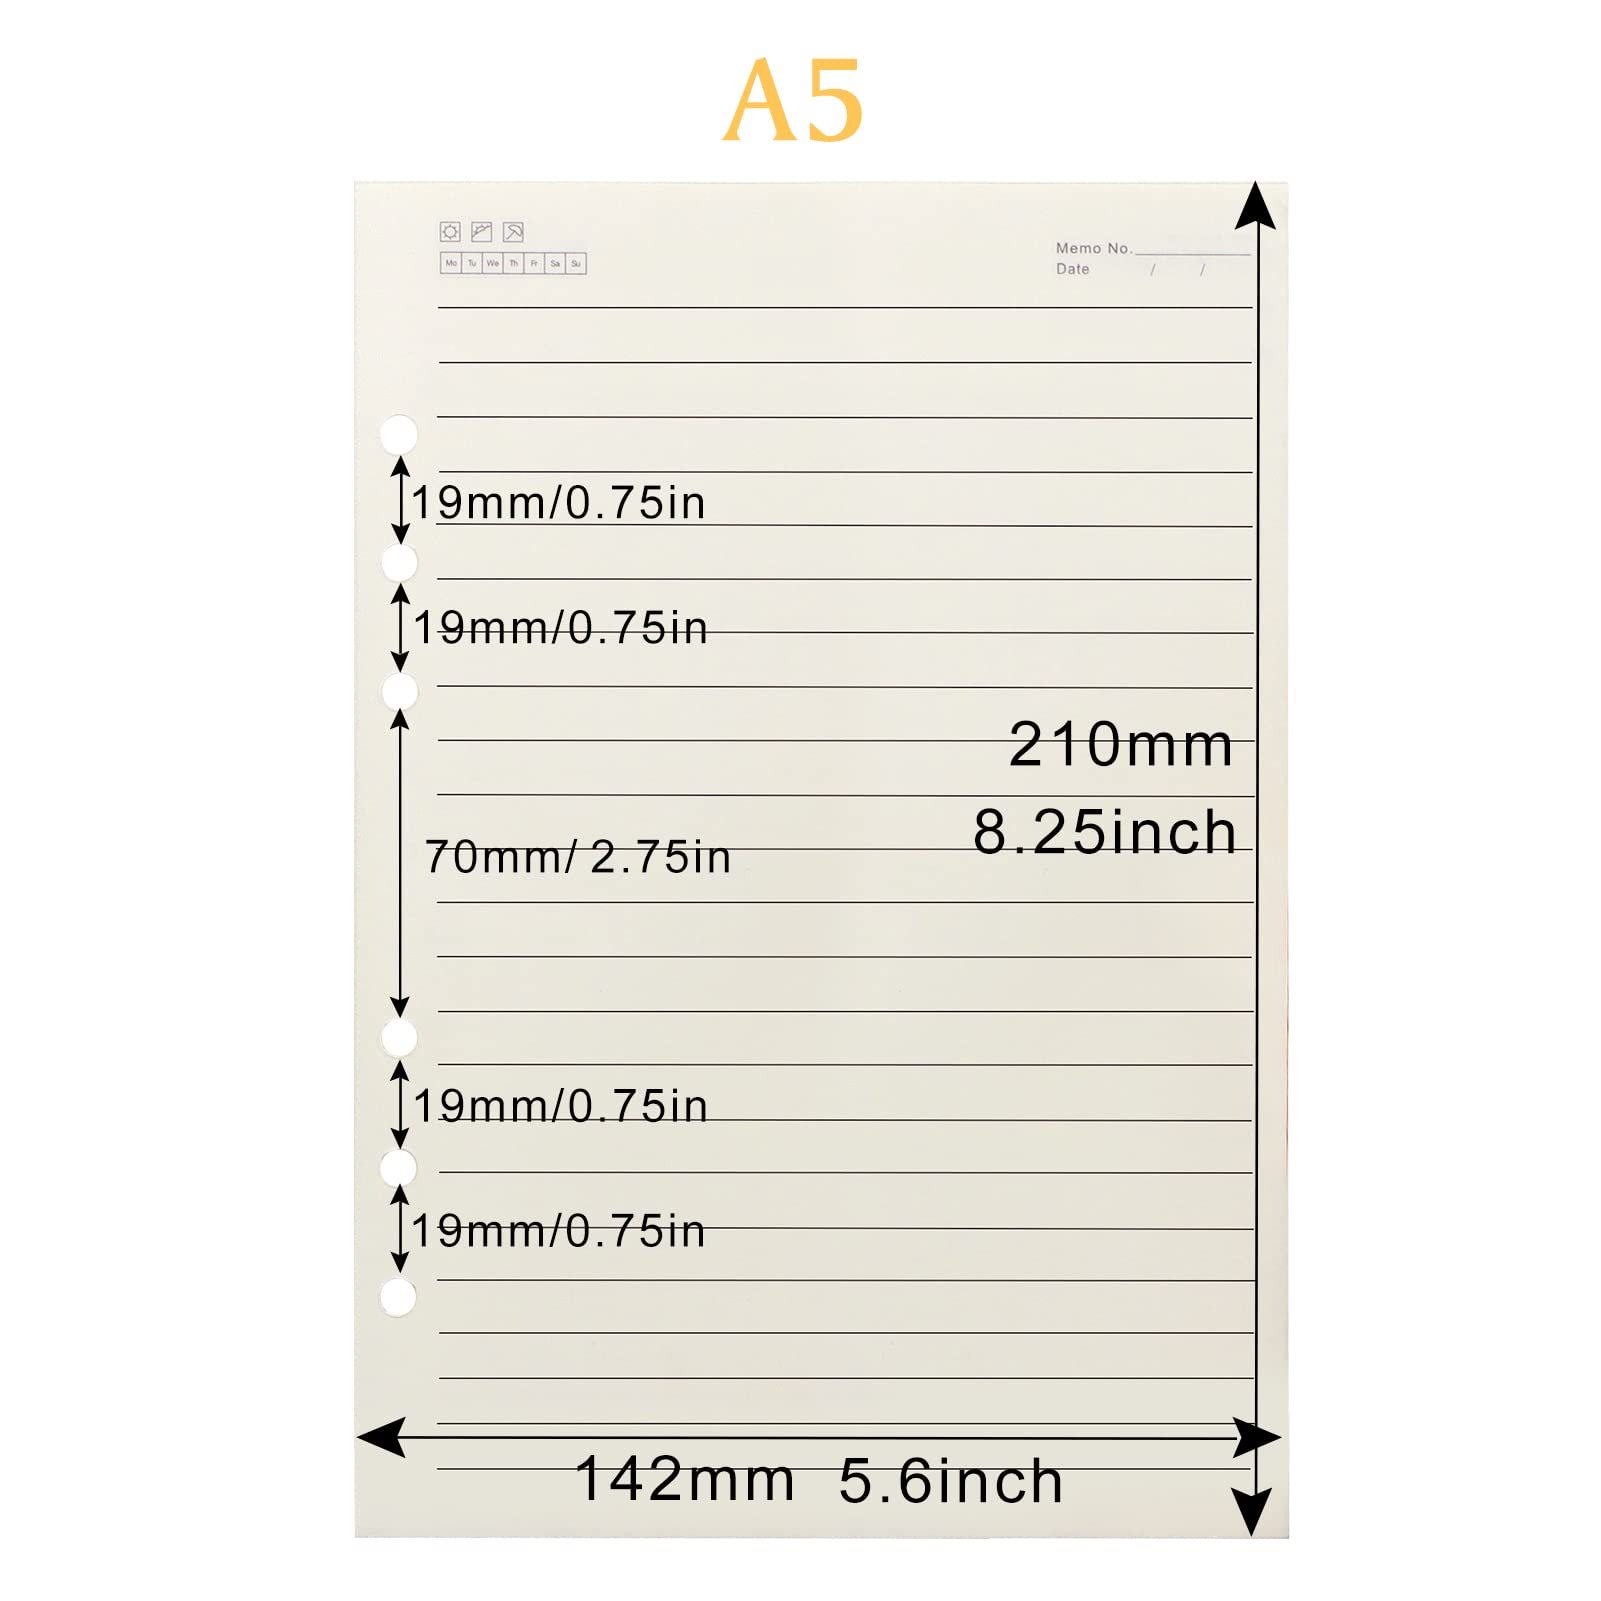 A5
Memo No.
Mo Tu We Th Fr Sa Su
Date / /
19mm/0.75in
19mm/0.75in
210mm
8.25inch
70mm/ 2.75in
19mm/0.75in
19mm/0.75in
142mm 5.6inch